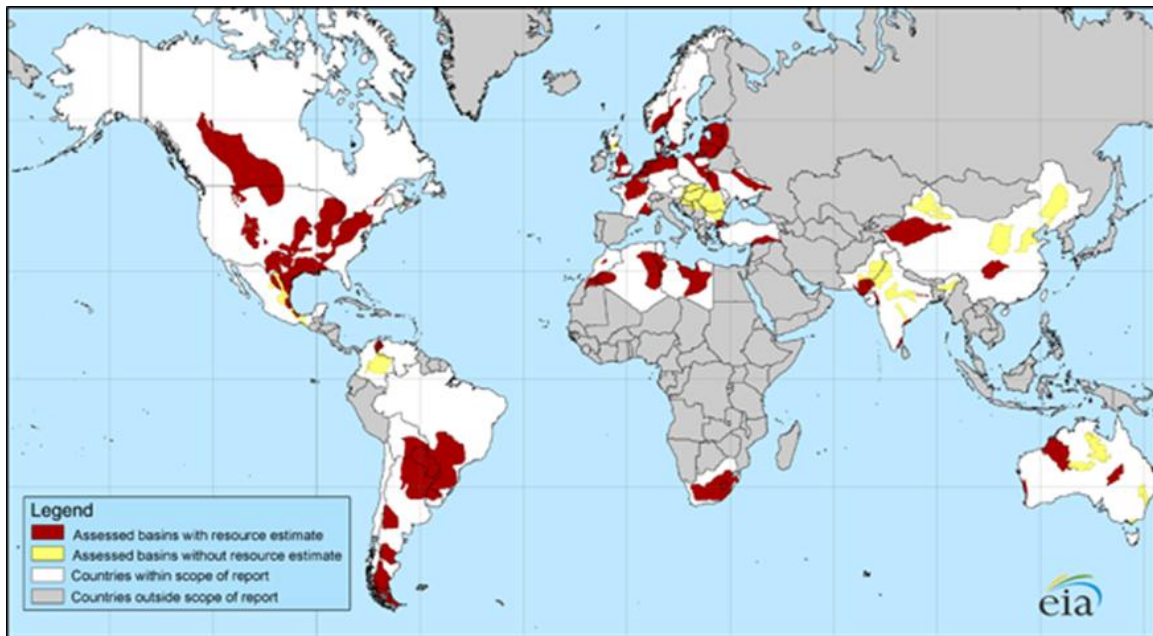 Legend
Assessed basins with resource estimate
Assessed basins without resource estimate
Countries within scope of report
Countries outside scope of report
eia